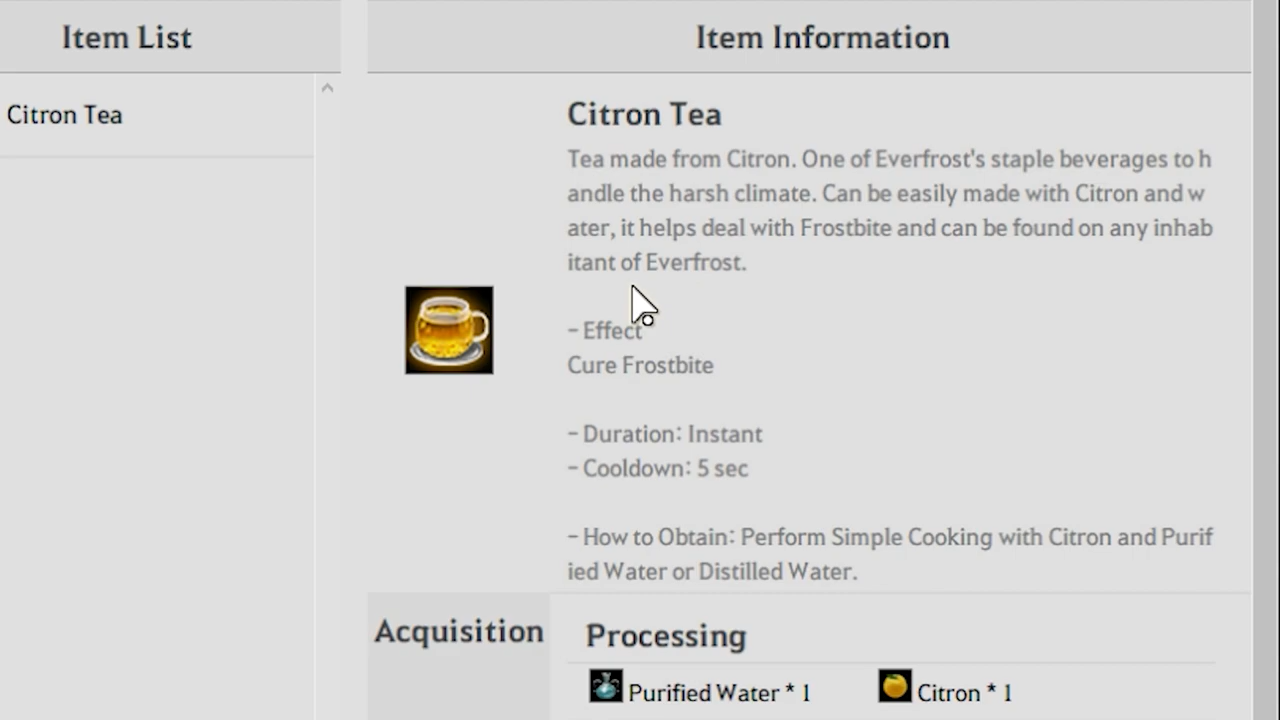 Item List
Item Information
Citron Tea
Citron Tea
Tea made from Citron. One of Everfrost's staple beverages to h
andle the harsh climate. Can be easily made with Citron and w
ater, it helps deal with Frostbite and can be found on any inhab
itant of Everfrost.
- Effect
Cure Frostbite
- Duration: Instant
- Cooldown: 5 sec
- How to Obtain: Perform Simple Cooking with Citron and Purif
ied Water or Distilled Water.
Acquisition
Processing
Purified Water * 1
Citron * 1